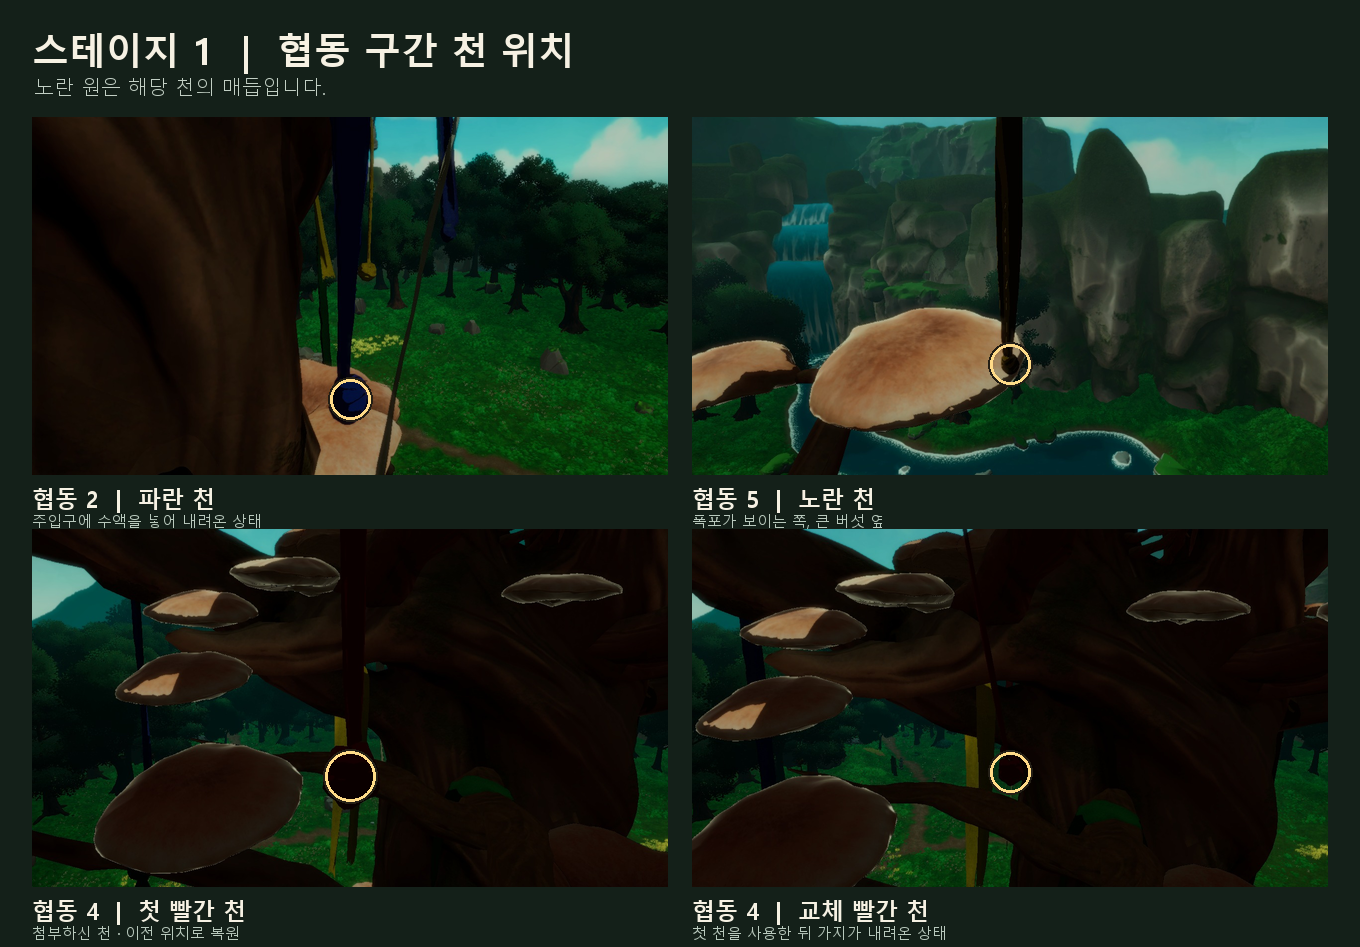 스테이지 1 | 협동 구간 천 위치
노란 원은 해당 천의 매듭입니다.
협동 2 | 파란 천
주입구에 수액을 넣어 내려온 상태
협동 5 | 노란 천
폭포가 보이는 쪽, 큰 버섯 옆
협동 4 | 첫 빨간 천
첨부하신 천 · 이전 위치로 복원
협동 4 | 교체 빨간 천
첫 천을 사용한 뒤 가지가 내려온 상태